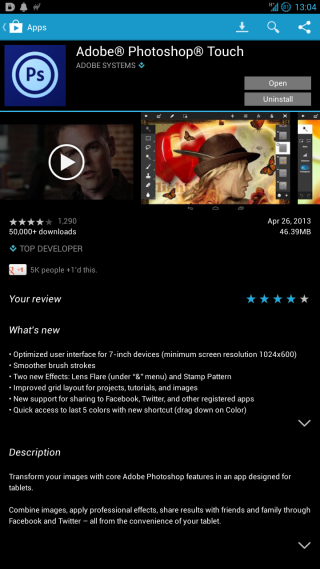 13:04
Apps
Ps
Adobe® Photoshop® Touch
ADOBE SYSTEMS
Open
Uninstall
1,290
Apr 26, 2013
50,000+ downloads
46.39MB
TOP DEVELOPER
+1
5K people +1'd this.
Your review
What's new
• Optimized user interface for 7-inch devices (minimum screen resolution 1024x600)
• Smoother brush strokes
• Two new Effects: Lens Flare (under "&" menu) and Stamp Pattern
• Improved grid layout for projects, tutorials, and images
• New support for sharing to Facebook, Twitter, and other registered apps
• Quick access to last 5 colors with new shortcut (drag down on Color)
Description
Transform your images with core Adobe Photoshop features in an app designed for
tablets.
Combine images, apply professional effects, share results with friends and family through
Facebook and Twitter – all from the convenience of your tablet.